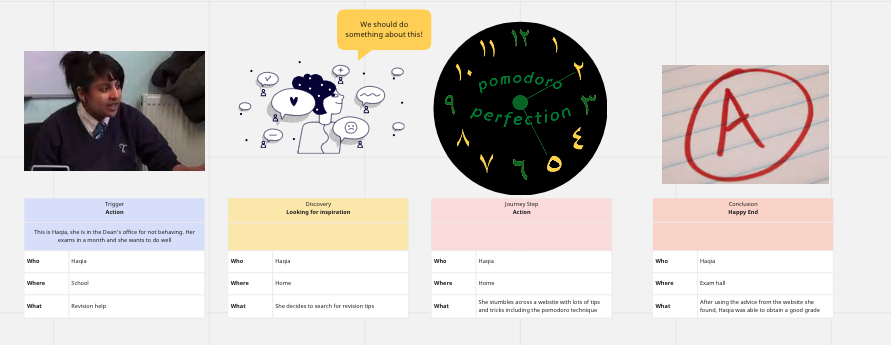 We should do
something about this!
١٢
١
٢
٣
٤
٥
٦
٧
٨
٩
١٠
١١
pomodoro
perfection
A
Trigger
Action
This is Haqia, she is in the Dean's office for not behaving. Her
exams in a month and she wants to do well
Who
Haqia
Where
School
What
Revision help
Discovery
Looking for inspiration
Who
Haqia
Where
Home
What
She decides to search for revision tips
Journey Step
Action
Who
Haqia
Where
Home
What
She stumbles across a website with lots of tips
and tricks including the pomodoro technique
Conclusion
Happy End
Who
Haqia
Where
Exam hall
What
After using the advice from the website she
found, Haqia was able to obtain a good grade